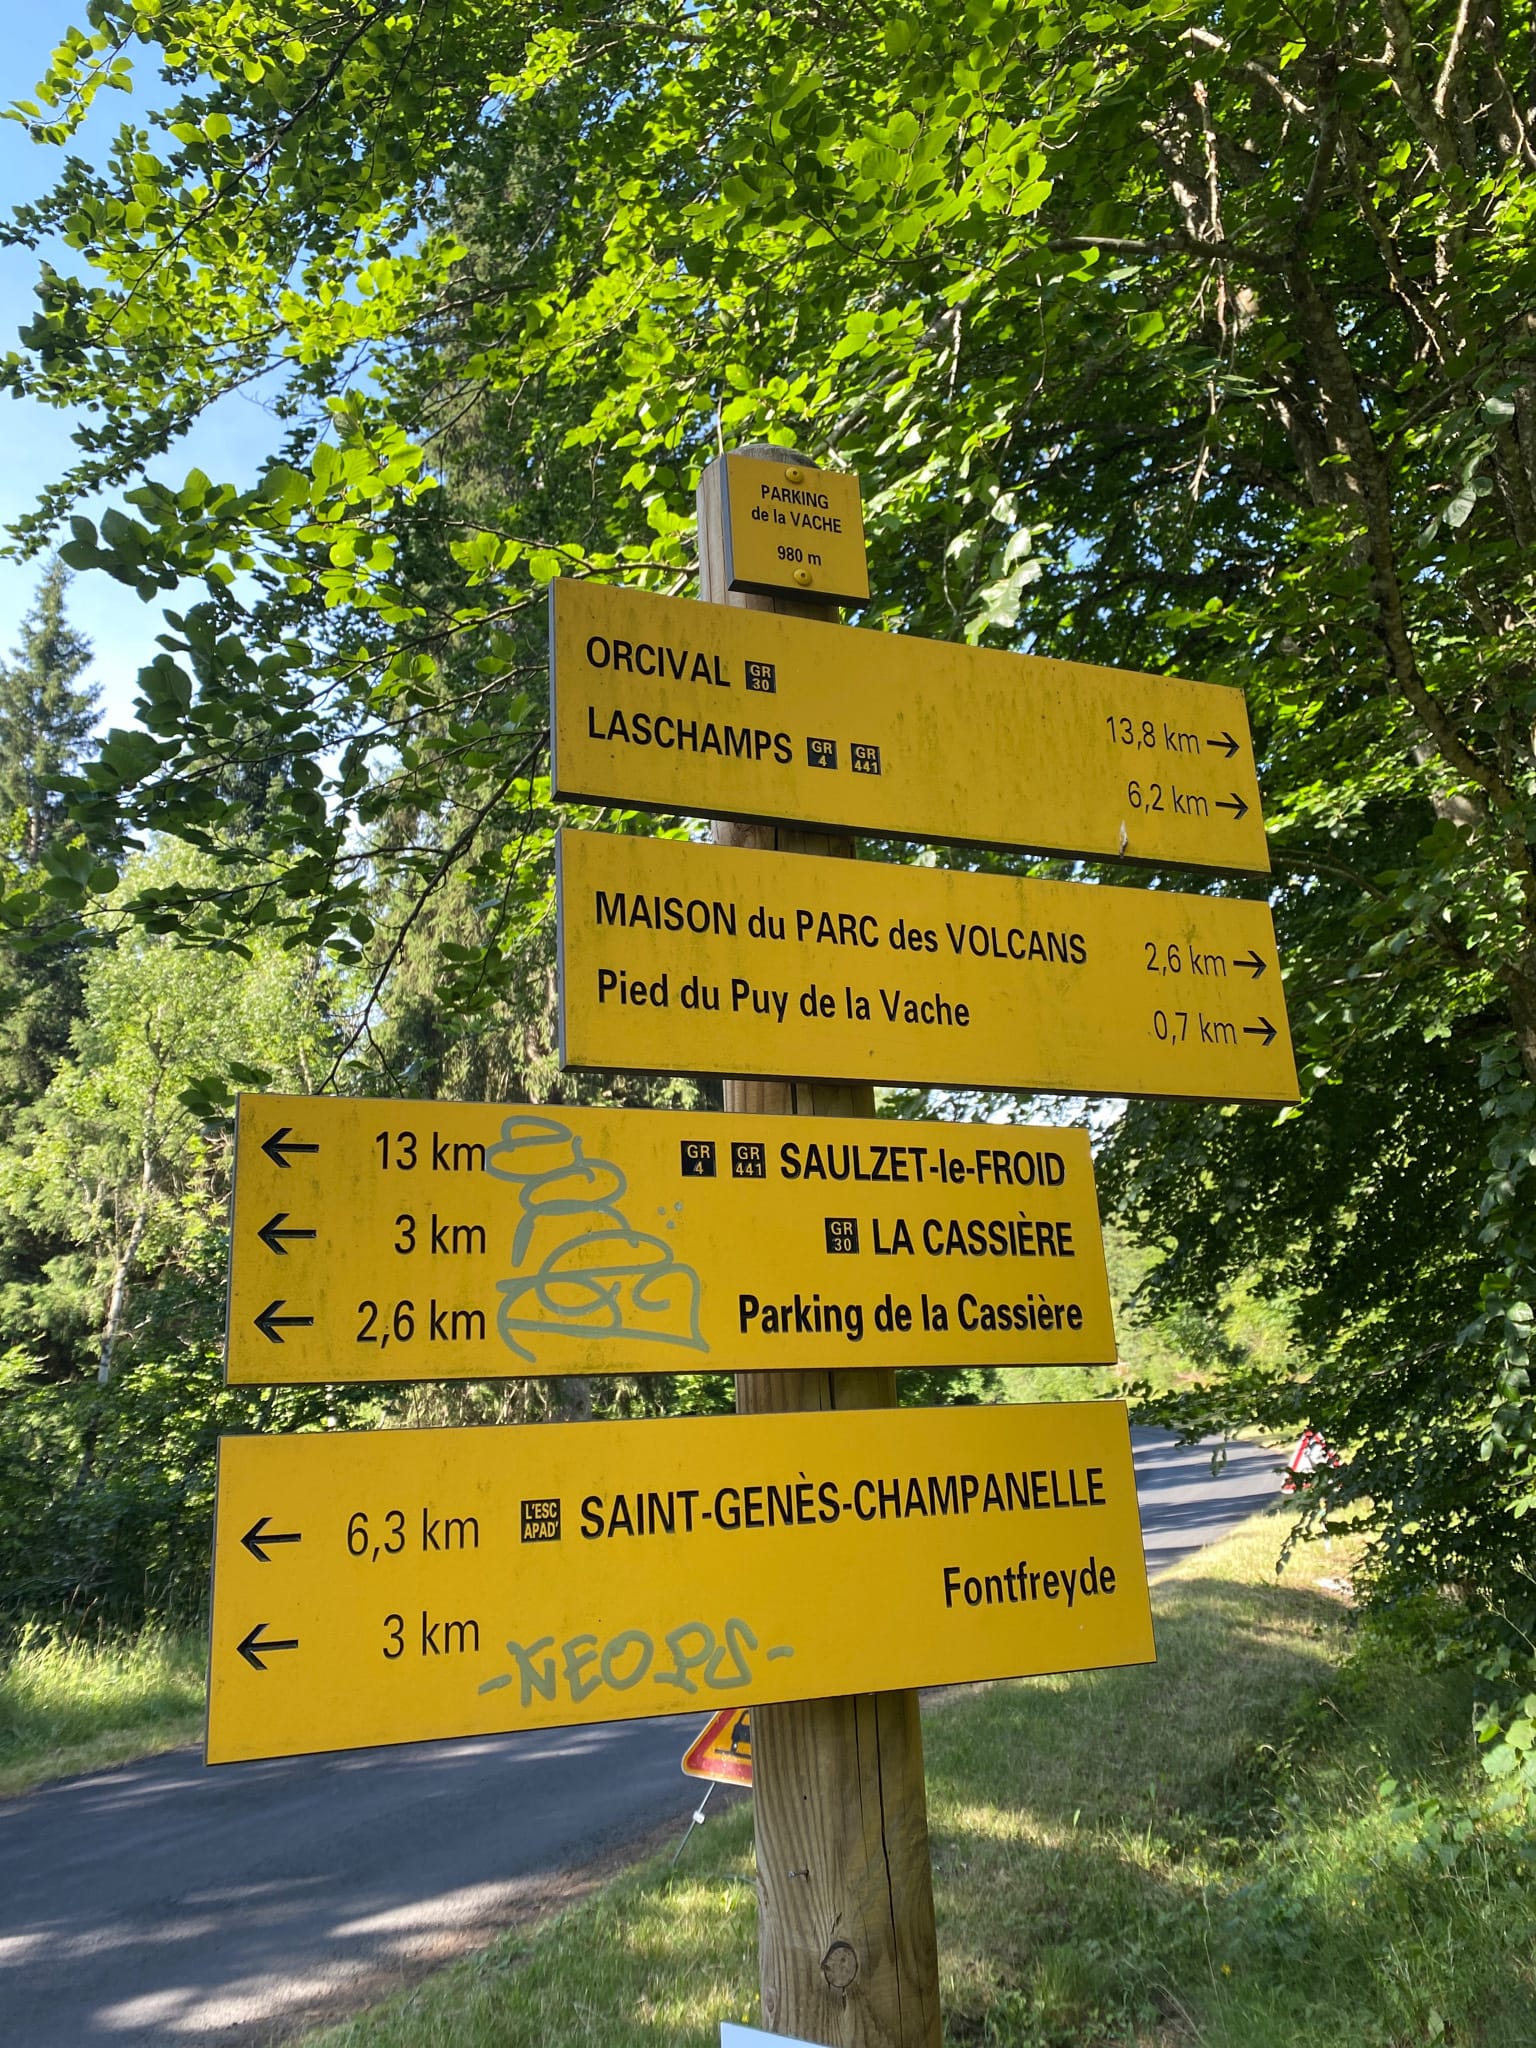 PARKING
de la VACHE
980 m
ORCIVAL GR 30 13,8 km →
LASCHAMPS GR 4 GR 441 6,2 km →
MAISON du PARC des VOLCANS 2,6 km →
Pied du Puy de la Vache 0,7 km →
← 13 km GR 4 GR 441 SAULZET-le-FROID
← 3 km GR 30 LA CASSIÈRE
← 2,6 km Parking de la Cassière
← 6,3 km L'ESC APAD' SAINT-GENÈS-CHAMPANELLE
← 3 km Fontfreyde